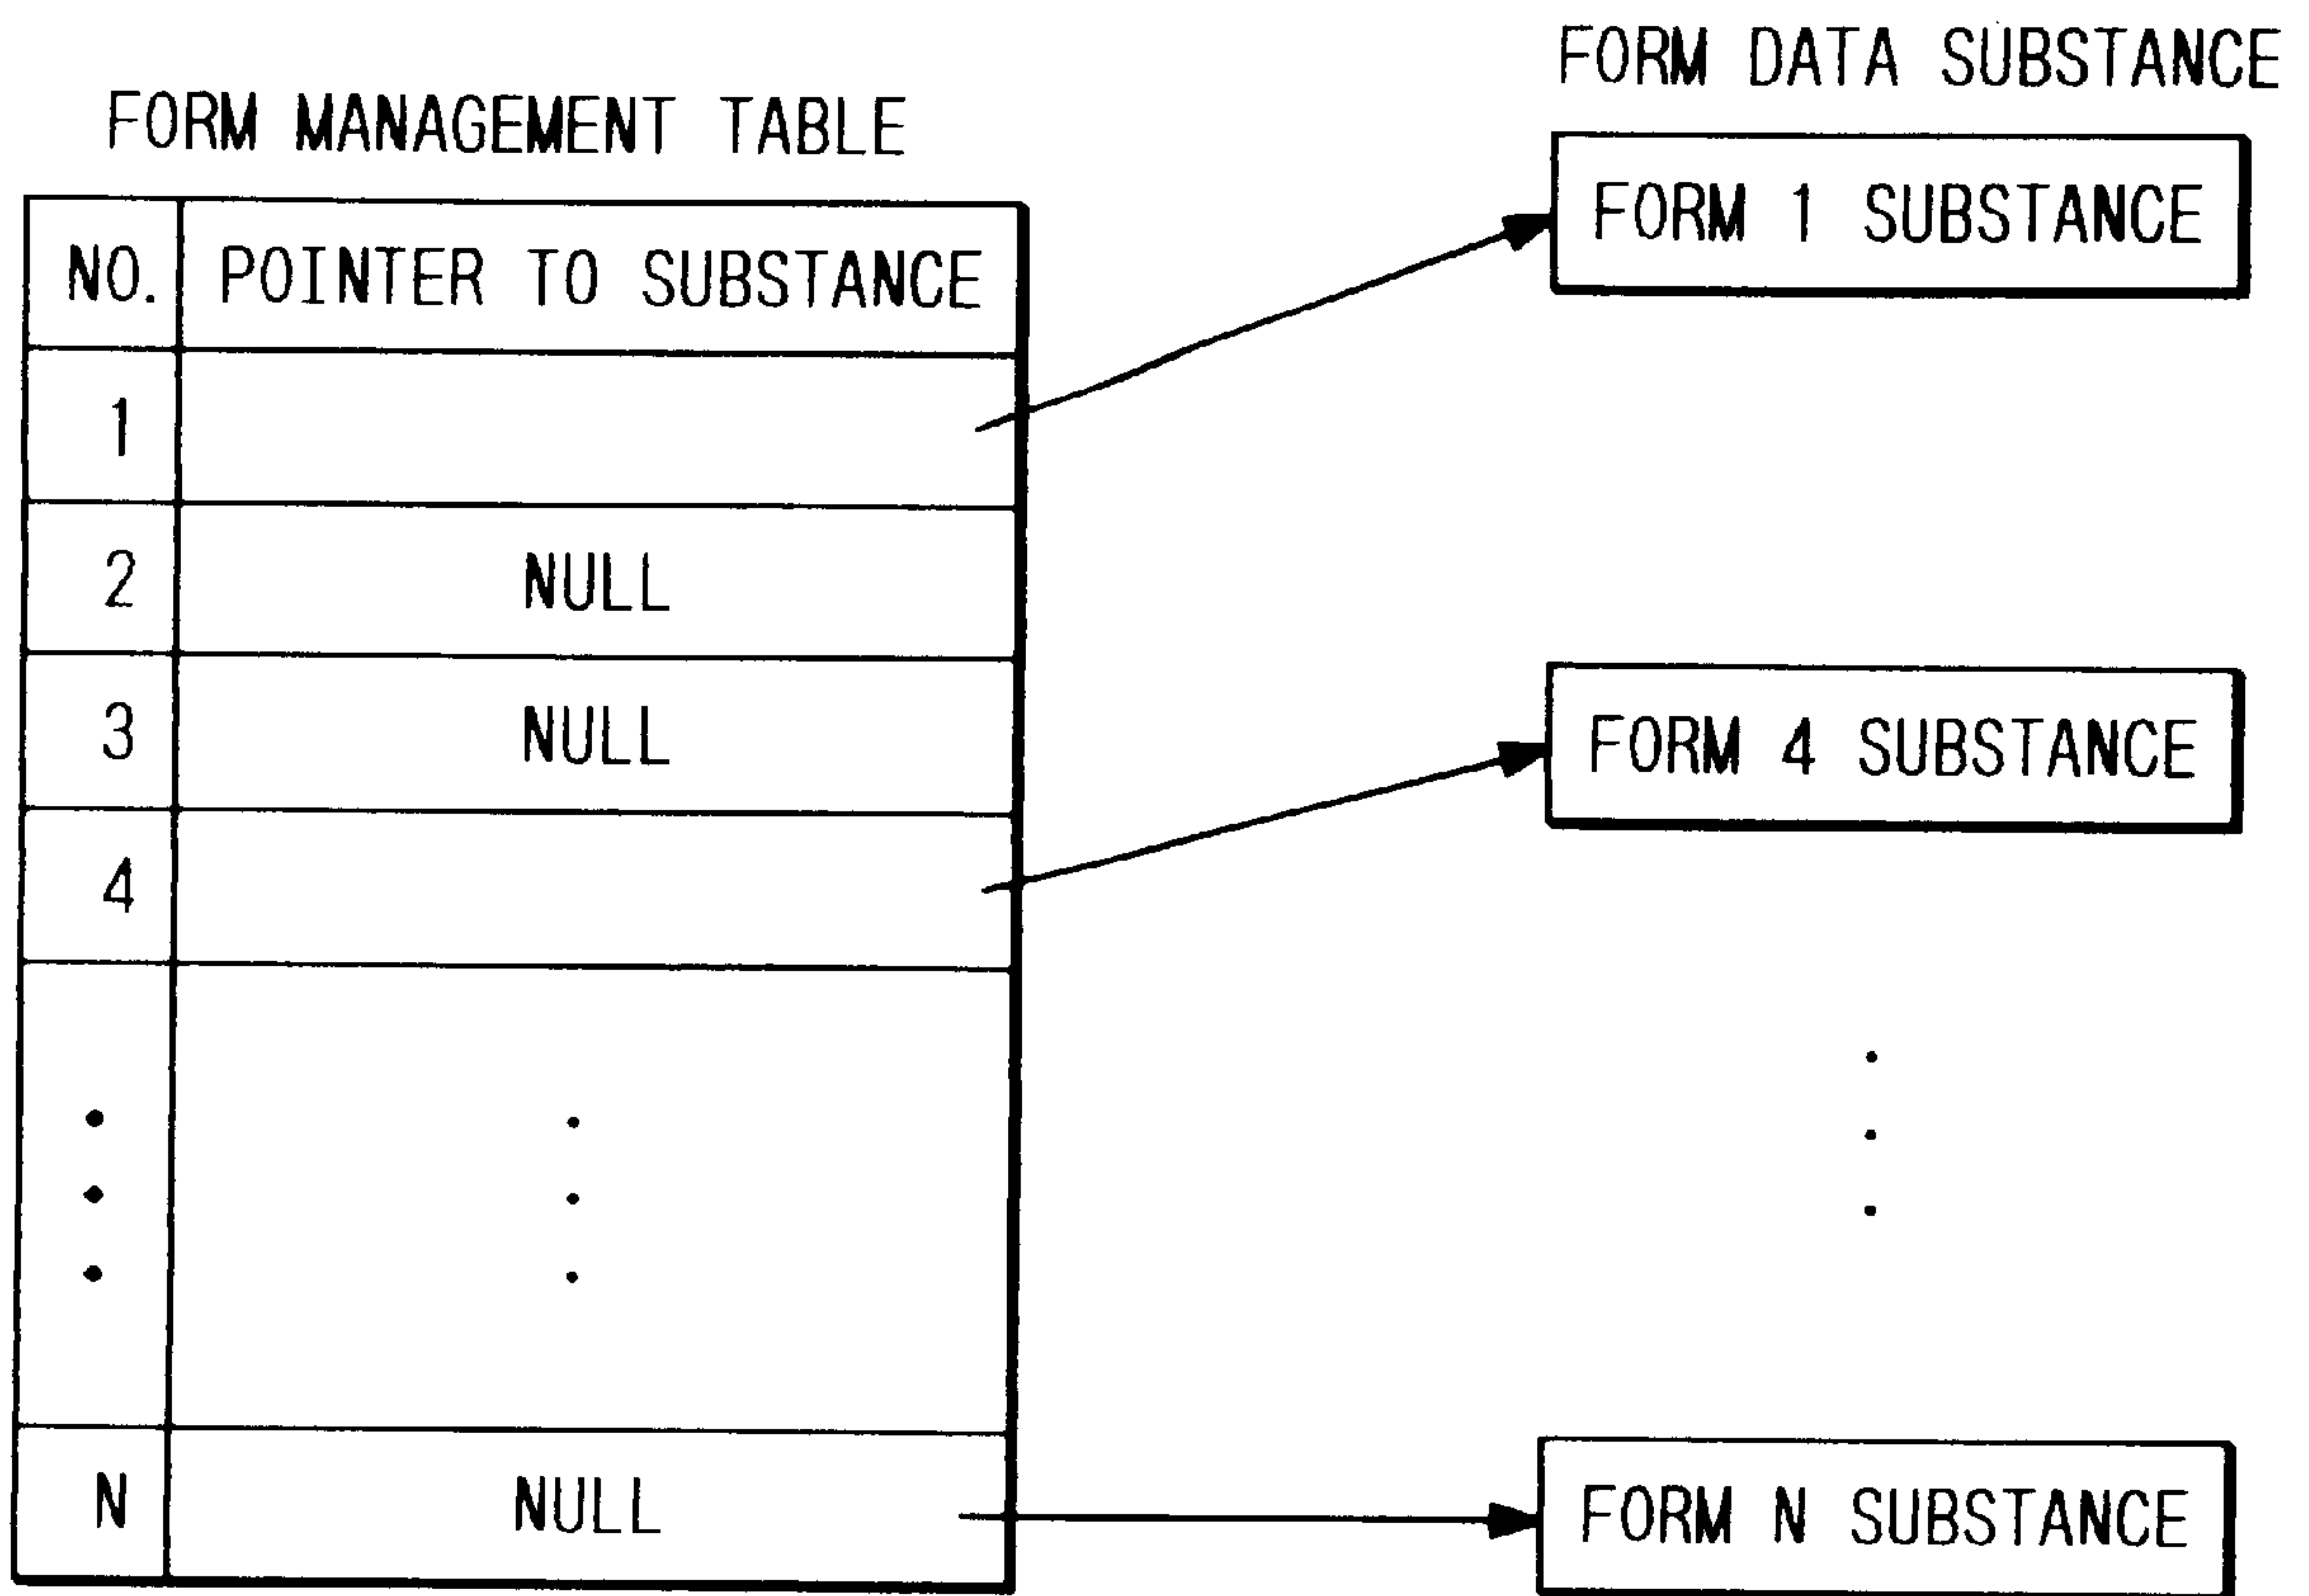 FORM MANAGEMENT TABLE
NO. POINTER TO SUBSTANCE
1
2 NULL
3 NULL
4
N NULL
FORM DATA SUBSTANCE
FORM 1 SUBSTANCE
FORM 4 SUBSTANCE
FORM N SUBSTANCE